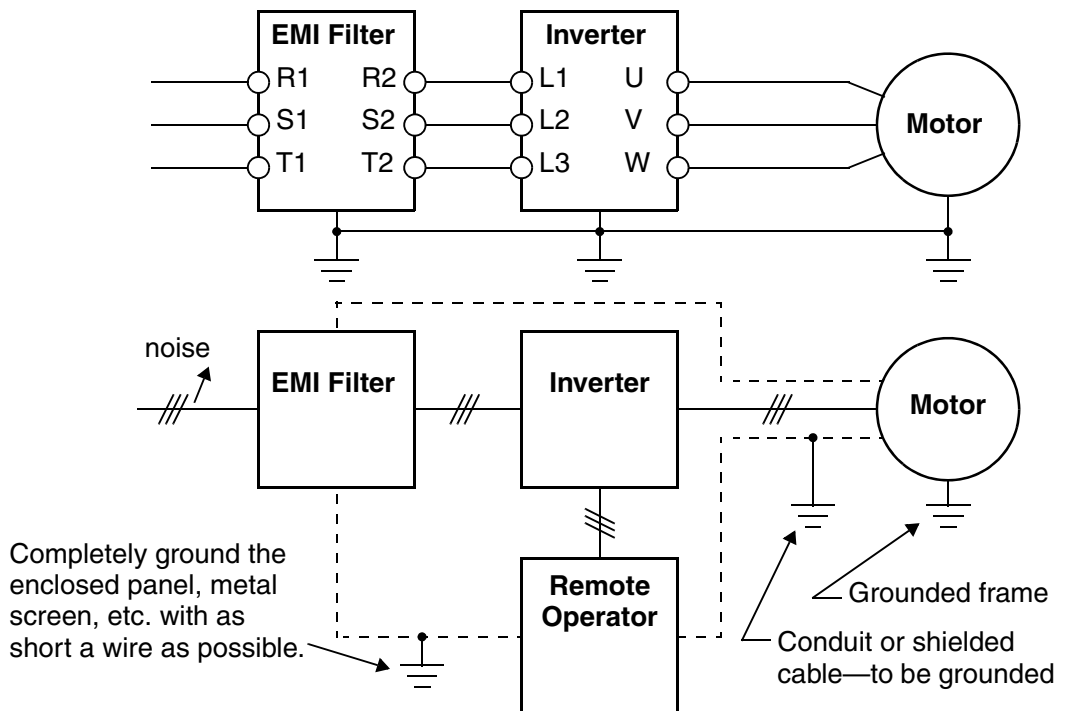 EMI Filter
Inverter
R1 R2 L1 U
S1 S2 L2 V
T1 T2 L3 W
Motor
noise
EMI Filter
Inverter
Motor
Completely ground the
enclosed panel, metal
screen, etc. with as
short a wire as possible.
Remote
Operator
Grounded frame
Conduit or shielded
cable—to be grounded